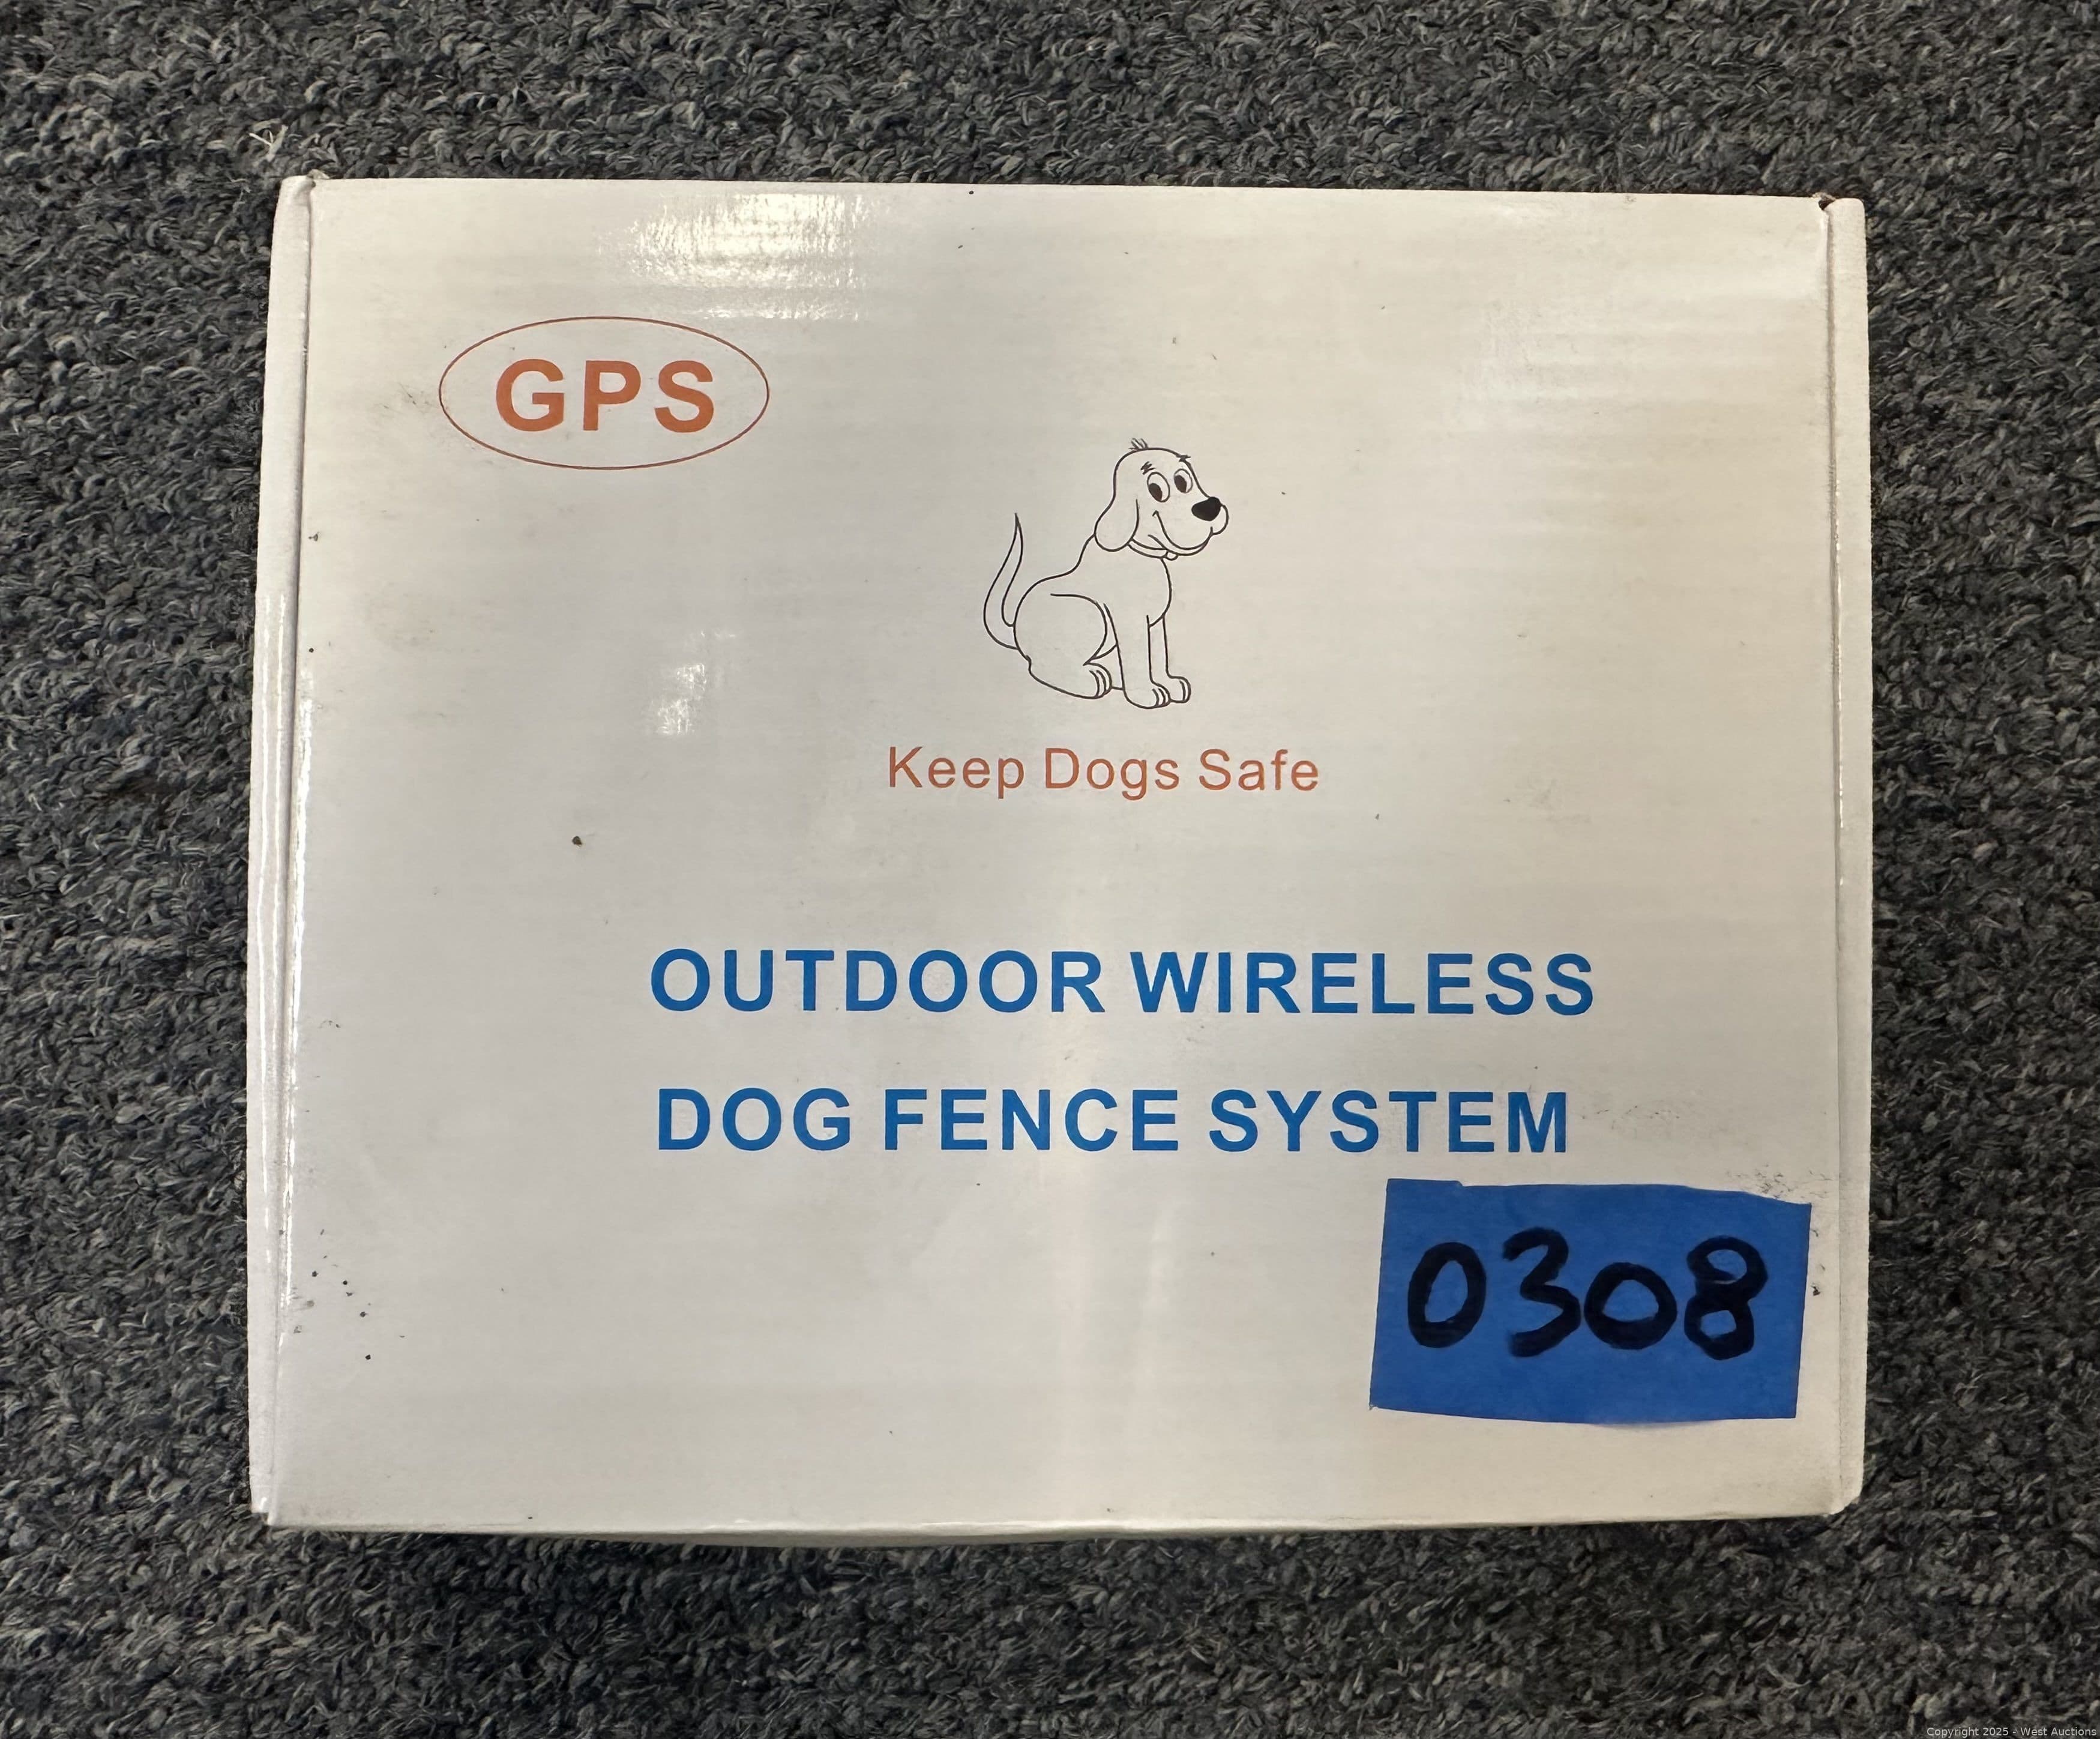 GPS
Keep Dogs Safe
OUTDOOR WIRELESS
DOG FENCE SYSTEM
0308
Copyright 2025 - West Auctions